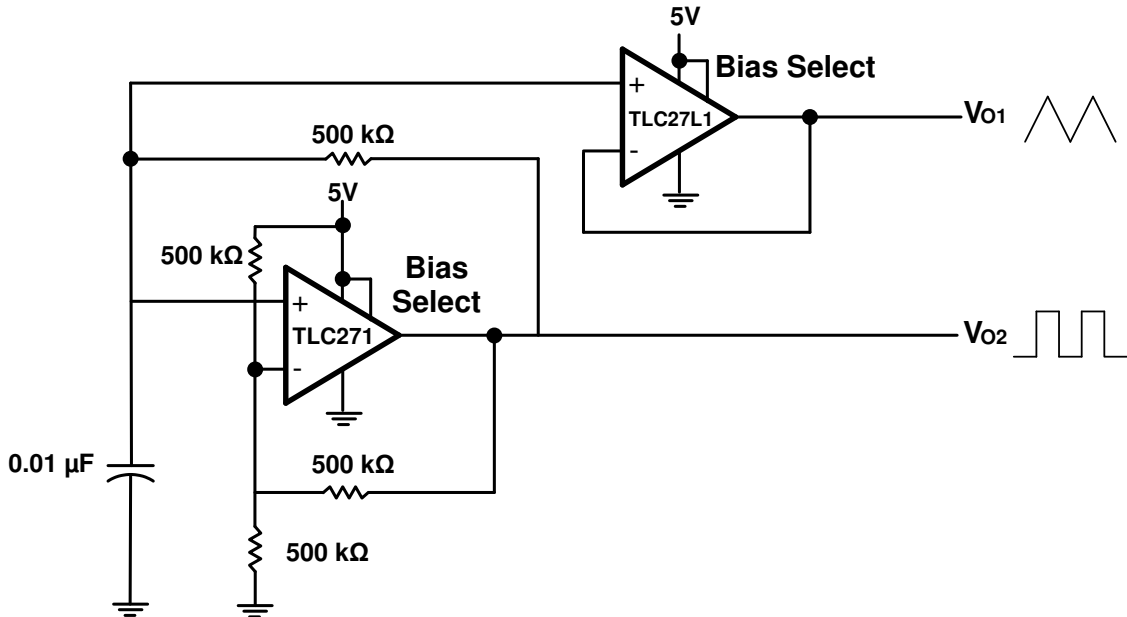 5V
Bias Select
+
TLC27L1
-
VO1
500 kΩ
5V
500 kΩ
Bias
Select
+
TLC271
-
VO2
0.01 µF
500 kΩ
500 kΩ